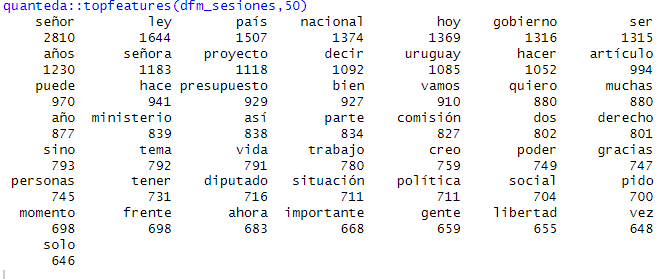 quanteda::topfeatures(dfm_sesiones,50)
señor ley país nacional hoy gobierno ser
2810 1644 1507 1374 1369 1316 1315
años señora proyecto decir uruguay hacer artículo
1230 1183 1118 1092 1085 1052 994
puede hace presupuesto bien vamos quiero muchas
970 941 929 927 910 880 880
año ministerio así parte comisión dos derecho
877 839 838 834 827 802 801
sino tema vida trabajo creo poder gracias
793 792 791 780 759 749 747
personas tener diputado situación política social pido
745 731 716 711 711 704 700
momento frente ahora importante gente libertad vez
698 698 683 668 659 655 648
solo
646